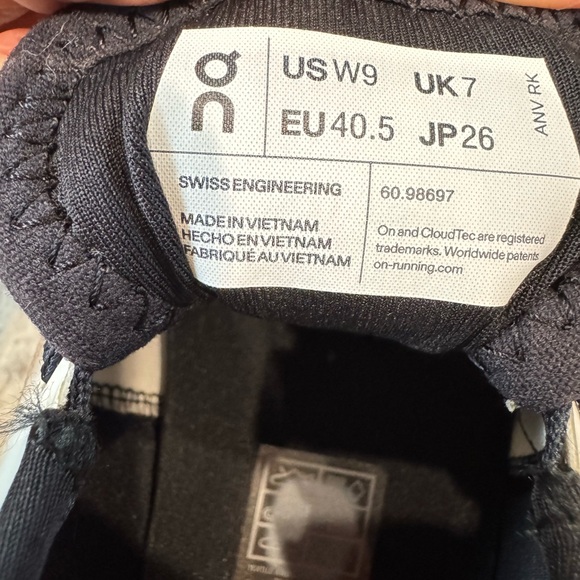 on
US W9 UK 7
EU 40.5 JP 26
ANV RK
SWISS ENGINEERING
60.98697
MADE IN VIETNAM
HECHO EN VIETNAM
FABRIQUÉ AU VIETNAM
On and CloudTec are registered
trademarks. Worldwide patents
on-running.com